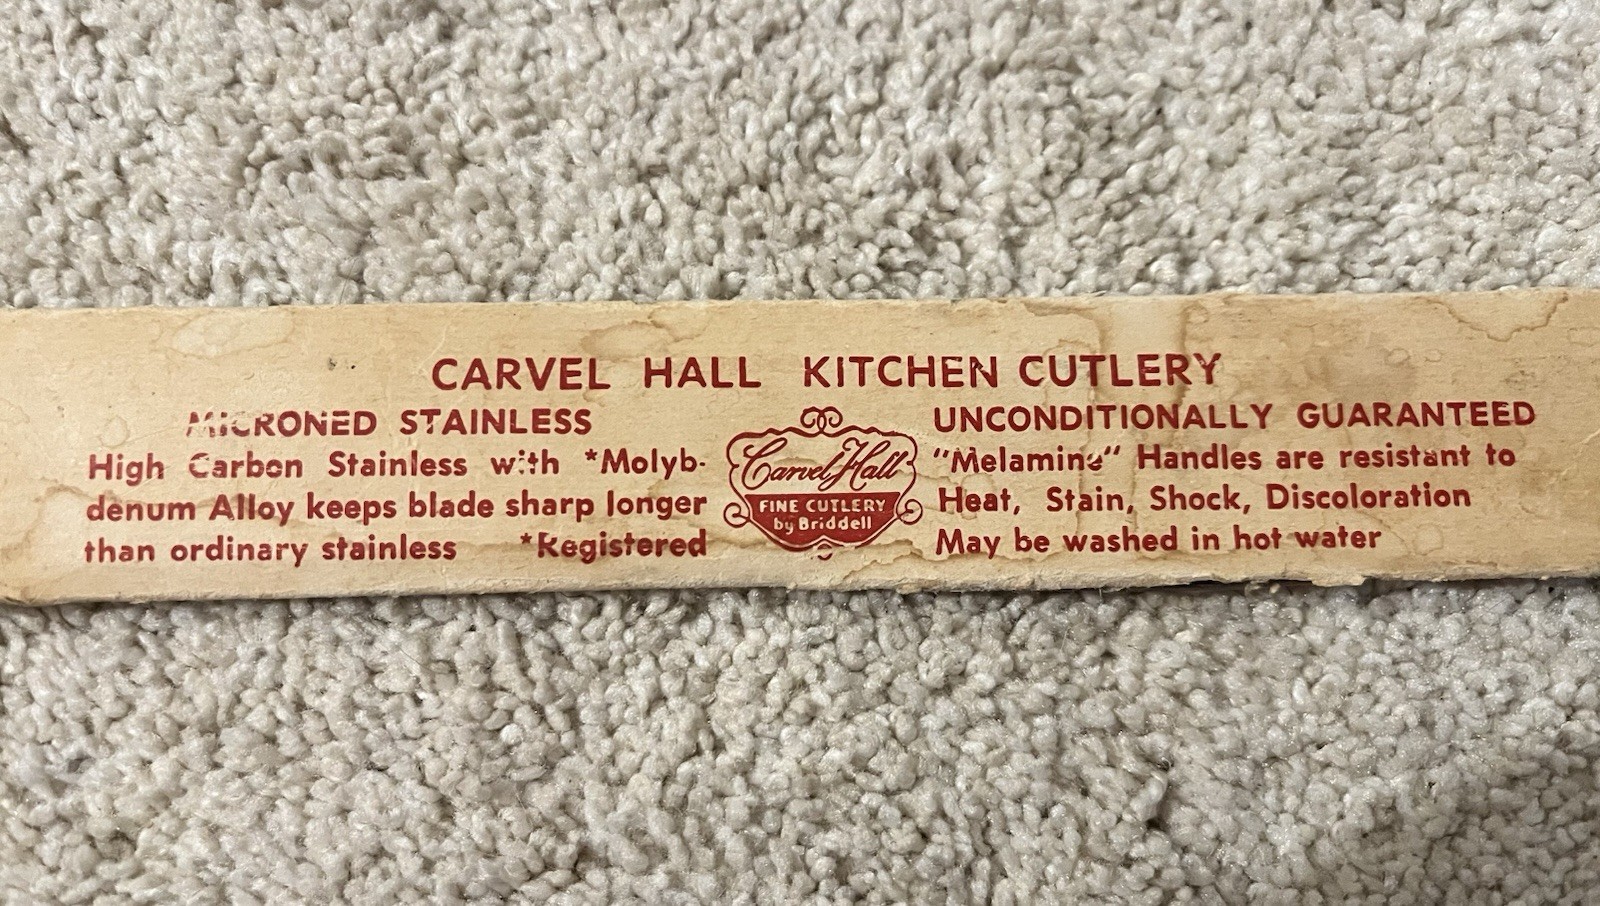 CARVEL HALL KITCHEN CUTLERY
MICRONED STAINLESS
High Carbon Stainless with *Molyb-
denum Alloy keeps blade sharp longer
than ordinary stainless *Registered
Carvel Hall
FINE CUTLERY
by Briddell
UNCONDITIONALLY GUARANTEED
"Melamine" Handles are resistant to
Heat, Stain, Shock, Discoloration
May be washed in hot water